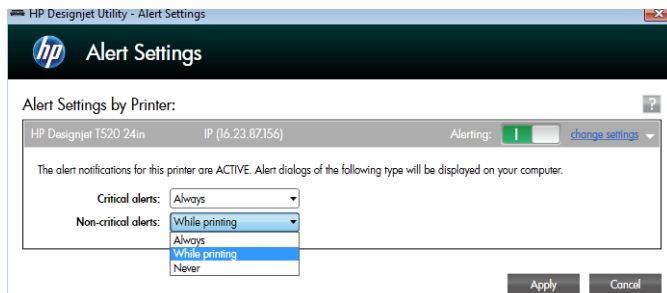 HP Designjet Utility - Alert Settings
hp Alert Settings
Alert Settings by Printer: ?
HP Designjet T520 24in IP (16.23.87.156) Alerting: change settings
The alert notifications for this printer are ACTIVE. Alert dialogs of the following type will be displayed on your computer.
Critical alerts: Always
Non-critical alerts: While printing
Always
While printing
Never
Apply Cancel